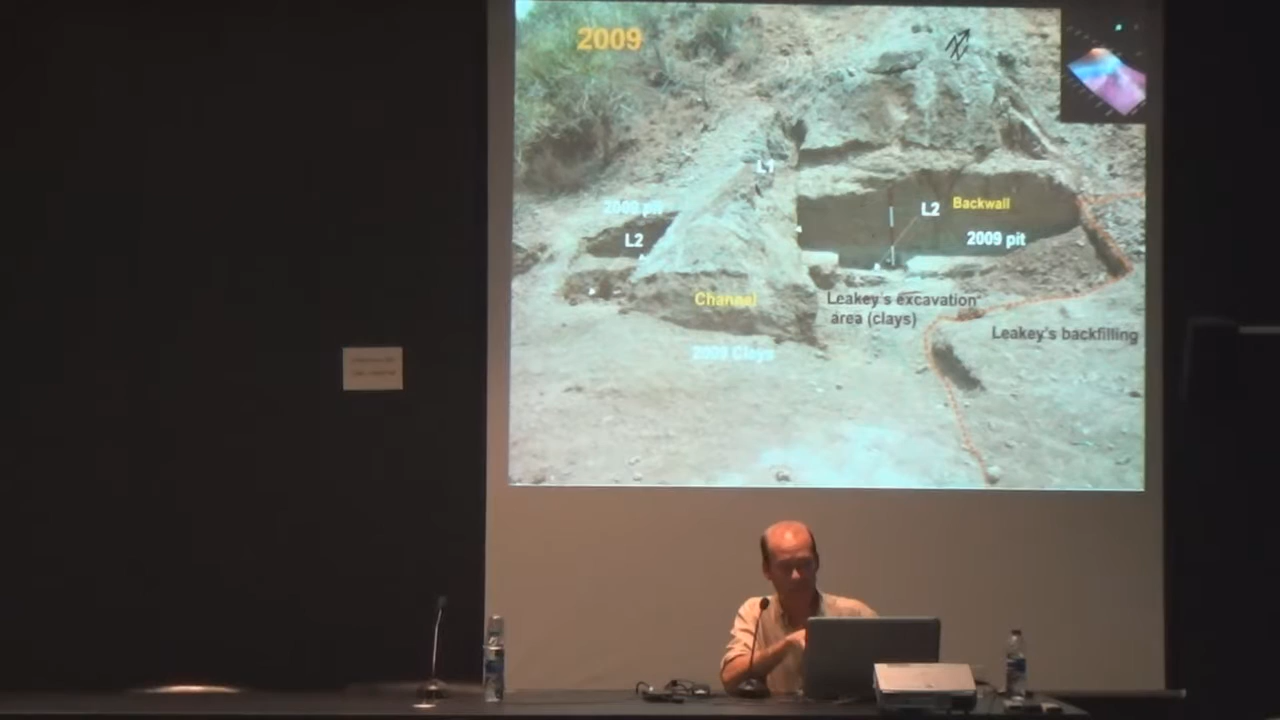 2009
L1
2009 pit
L2
Backwall
L2
2009 pit
Channel
Leakey's excavation
area (clays)
Leakey's backfilling
2009 Clays